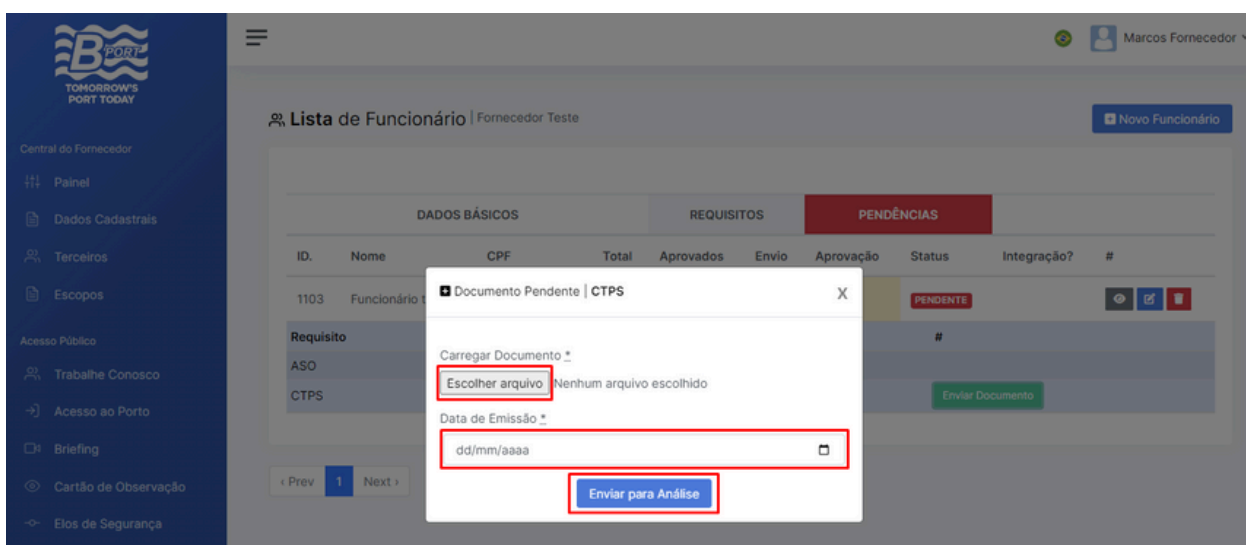 B PORT
TOMORROW'S
PORT TODAY
Marcos Fornecedor
Lista de Funcionário | Fornecedor Teste
Novo Funcionário
Central do Fornecedor
Painel
Dados Cadastrais
Terceiros
Escopos
Acesso Público
Trabalhe Conosco
Acesso ao Porto
Briefing
Cartão de Observação
Elos de Segurança
DADOS BÁSICOS REQUISITOS PENDÊNCIAS
ID. Nome CPF Total Aprovados Envio Aprovação Status Integração? #
1103 Funcionário PENDENTE
Requisito #
ASO
CTPS Enviar Documento
Documento Pendente | CTPS X
Carregar Documento *
Escolher arquivo Nenhum arquivo escolhido
Data de Emissão *
dd/mm/aaaa
Enviar para Análise
‹ Prev 1 Next ›